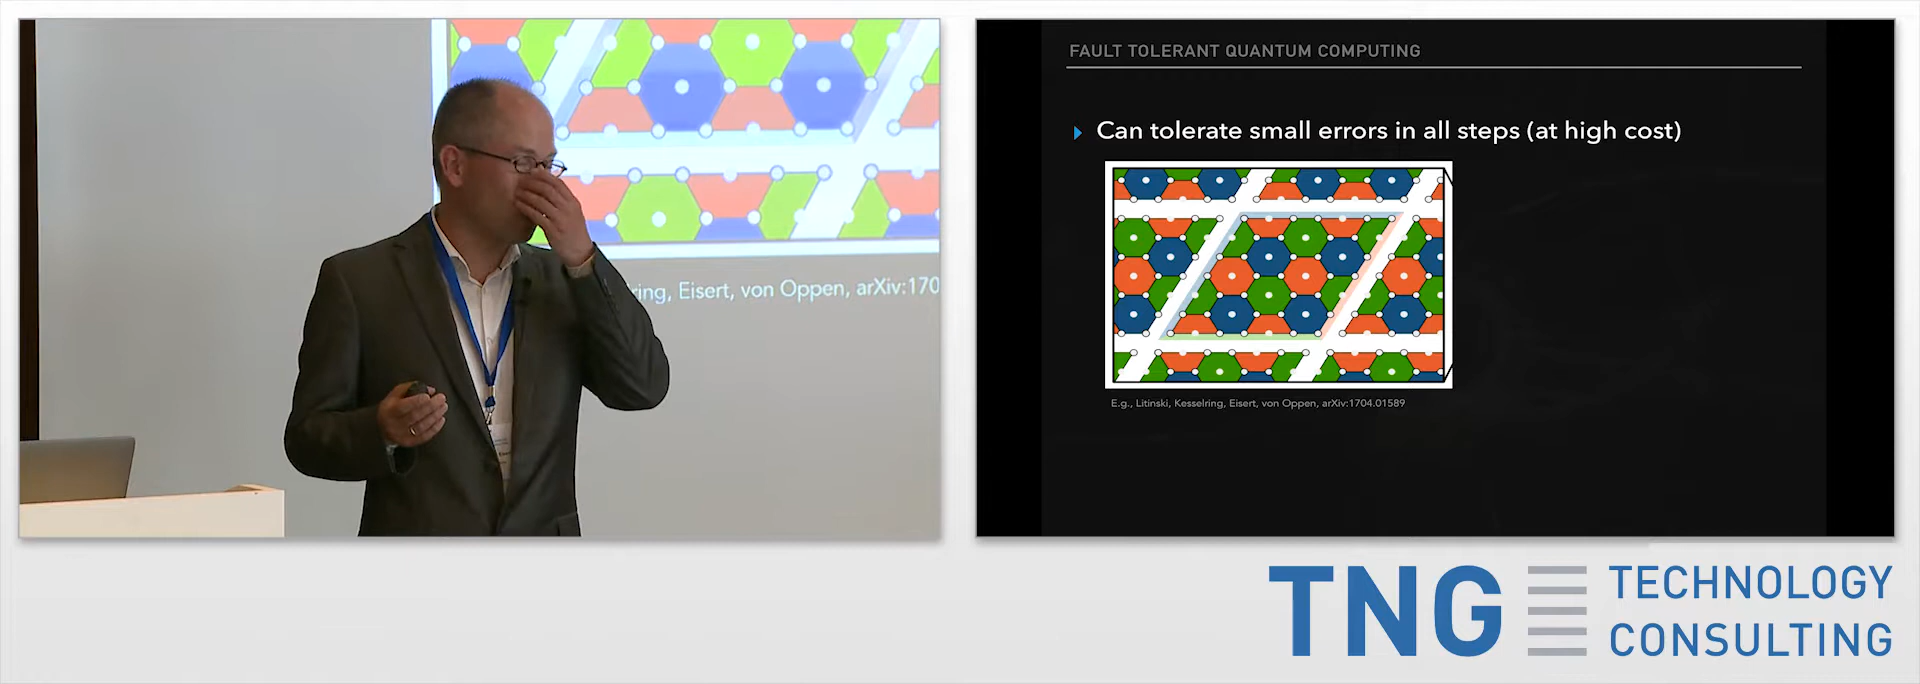 ring, Eisert, von Oppen, arXiv:170
FAULT TOLERANT QUANTUM COMPUTING
Can tolerate small errors in all steps (at high cost)
E.g., Litinski, Kesselring, Eisert, von Oppen, arXiv:1704.01589
TNG TECHNOLOGY
CONSULTING